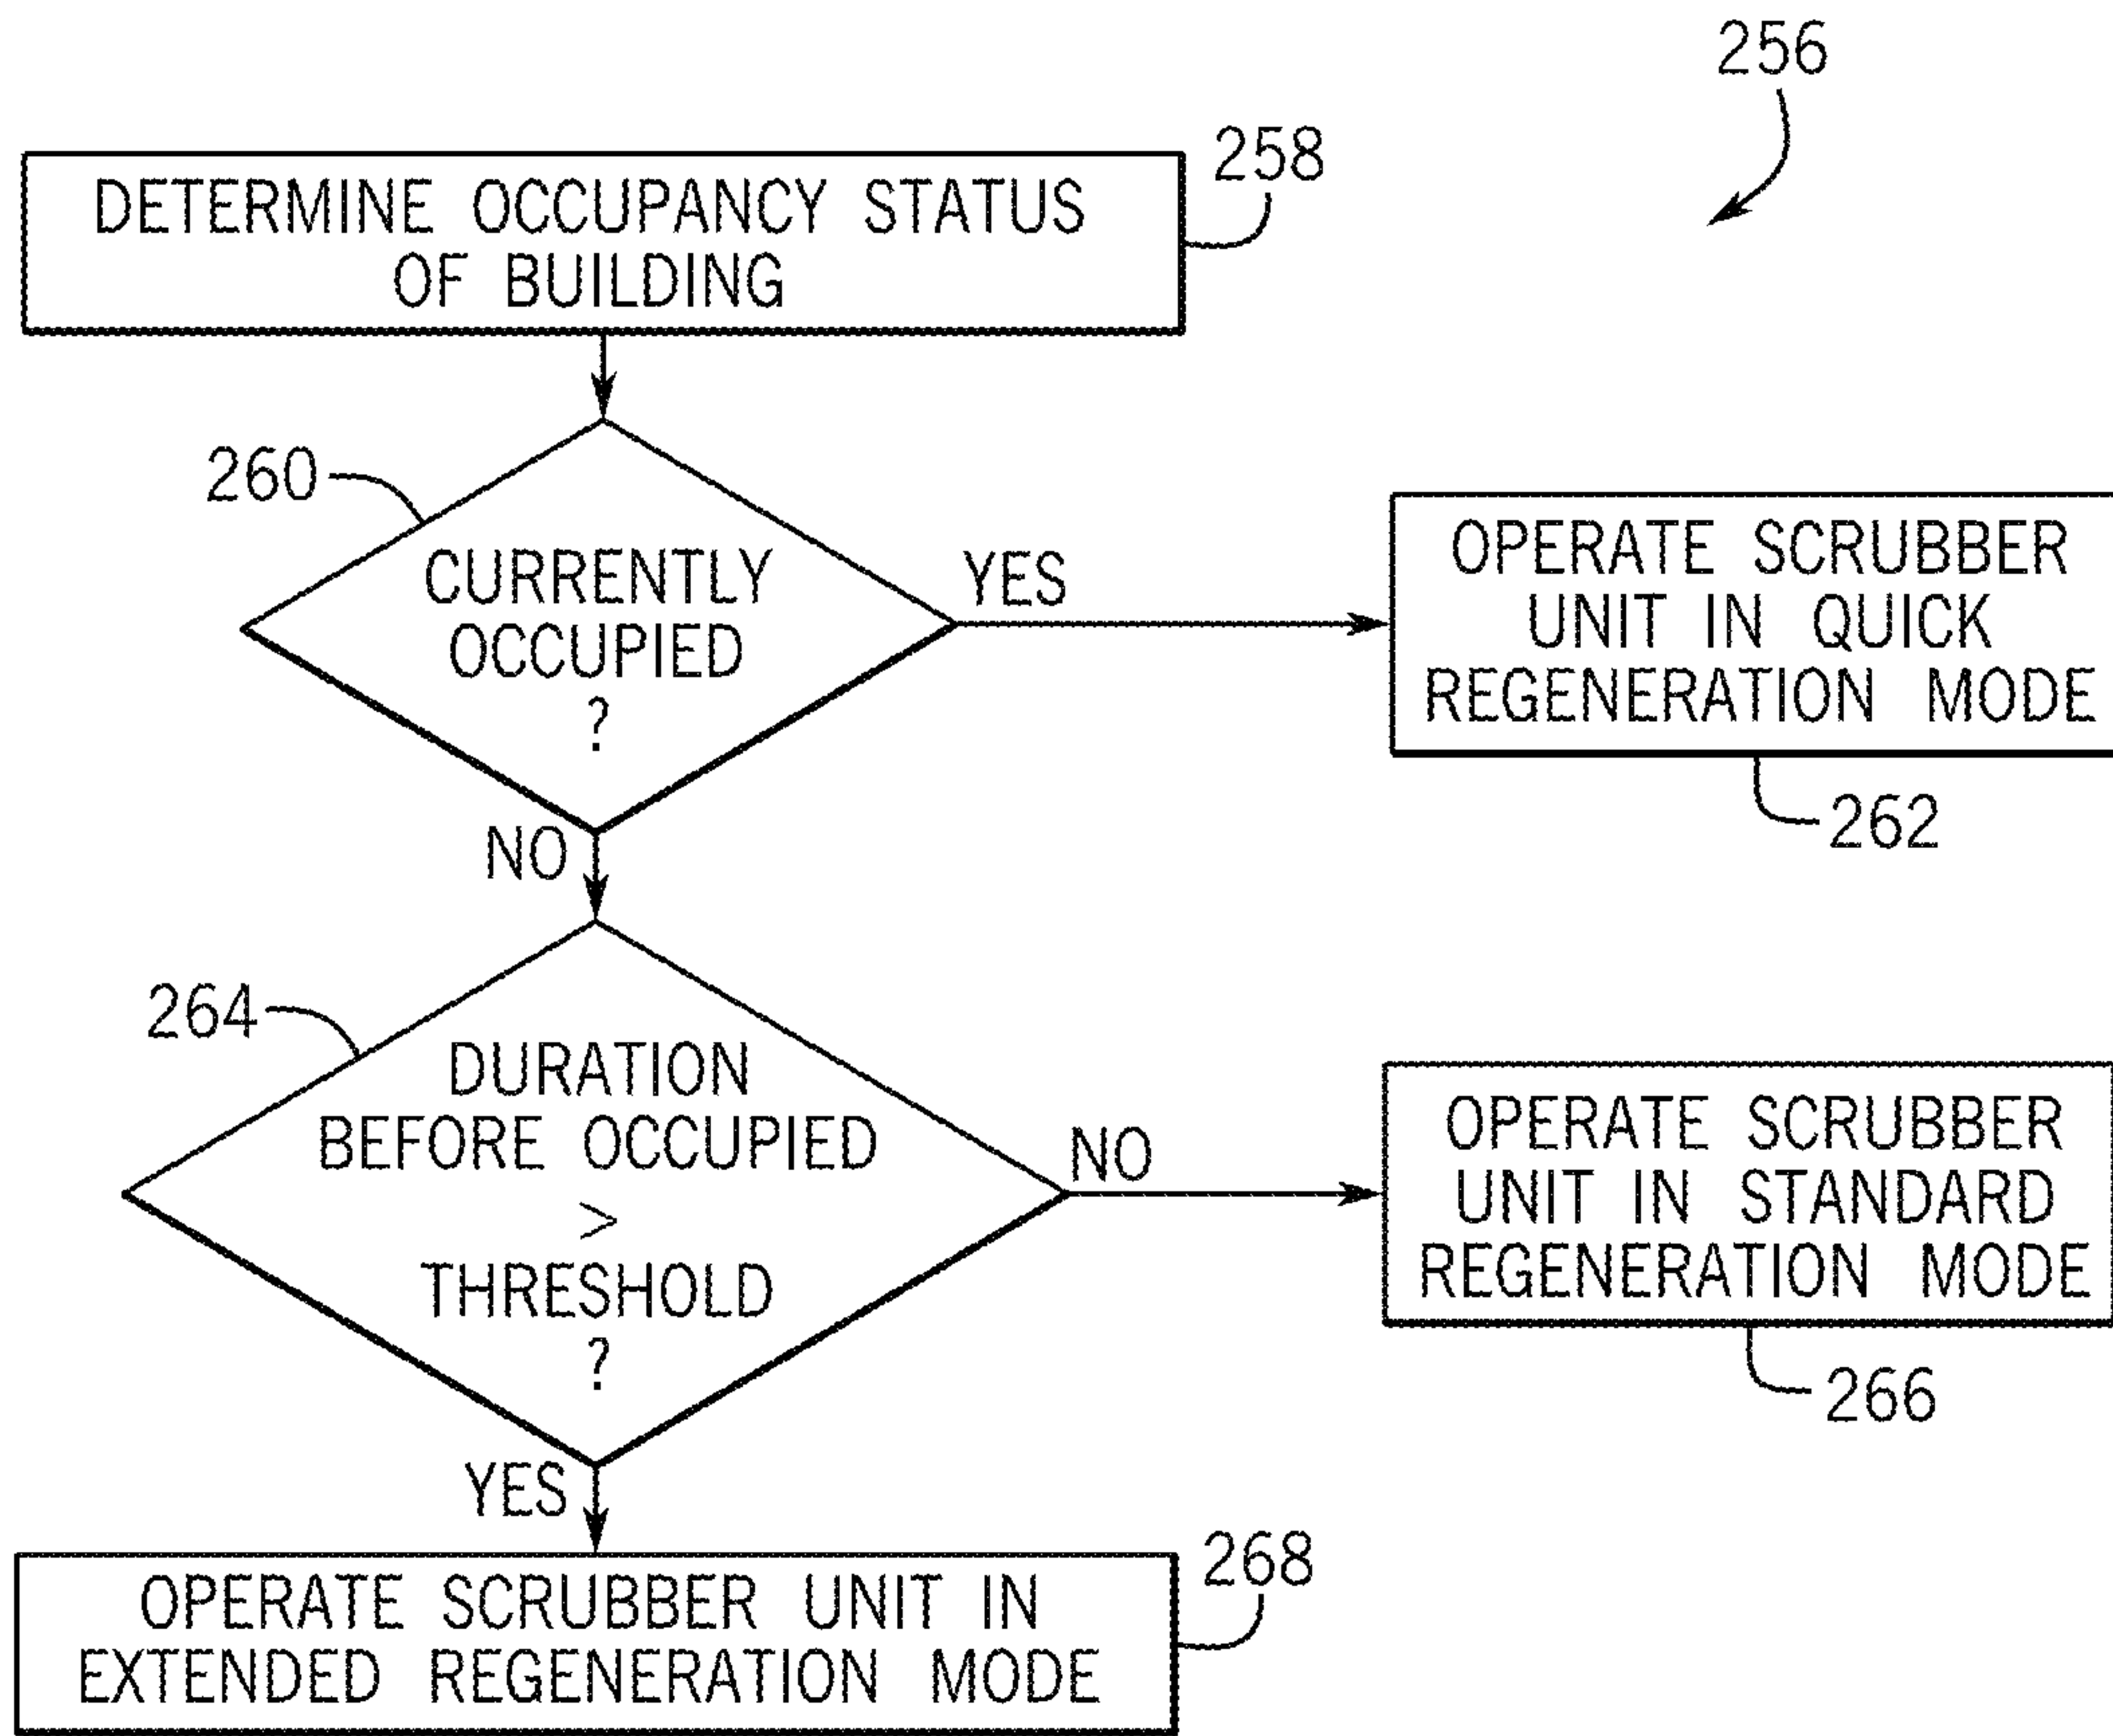 256
DETERMINE OCCUPANCY STATUS
OF BUILDING
258
260
CURRENTLY
OCCUPIED
?
YES
OPERATE SCRUBBER
UNIT IN QUICK
REGENERATION MODE
262
NO
264
DURATION
BEFORE OCCUPIED
>
THRESHOLD
?
NO
OPERATE SCRUBBER
UNIT IN STANDARD
REGENERATION MODE
266
YES
OPERATE SCRUBBER UNIT IN
EXTENDED REGENERATION MODE
268